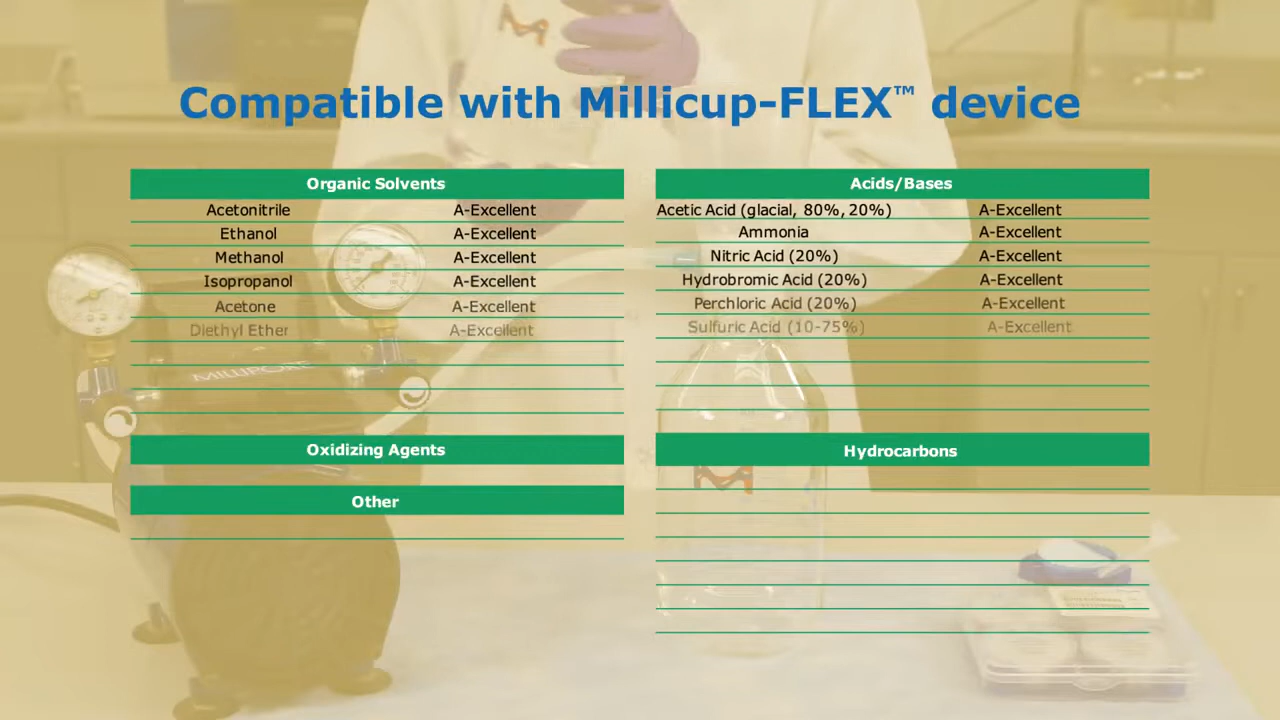 Compatible with Millicup-FLEX™ device
Organic Solvents
Acetonitrile A-Excellent
Ethanol A-Excellent
Methanol A-Excellent
Isopropanol A-Excellent
Acetone A-Excellent
Diethyl Ether A-Excellent
Oxidizing Agents
Other
Acids/Bases
Acetic Acid (glacial, 80%, 20%) A-Excellent
Ammonia A-Excellent
Nitric Acid (20%) A-Excellent
Hydrobromic Acid (20%) A-Excellent
Perchloric Acid (20%) A-Excellent
Sulfuric Acid (10-75%) A-Excellent
Hydrocarbons
MILLIPORE